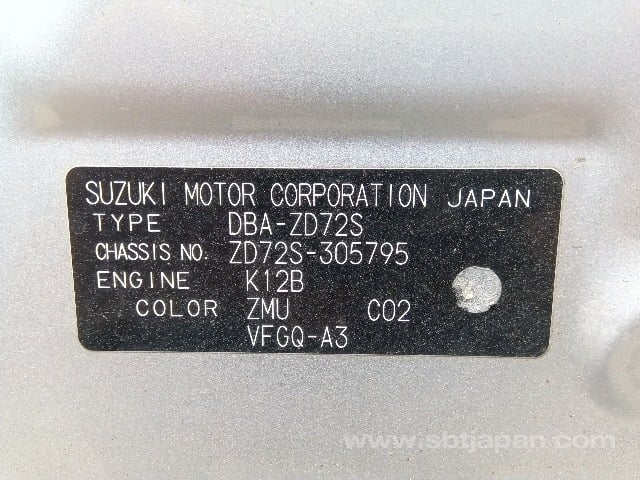 SUZUKI MOTOR CORPORATION JAPAN
TYPE DBA-ZD72S
CHASSIS NO. ZD72S-305795
ENGINE K12B
COLOR ZMU C02
VFGQ-A3
www.sbtjapan.com